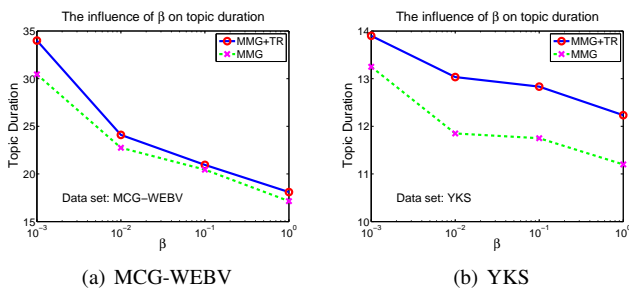 The influence of β on topic duration
35
30
25
20
15
Topic Duration
MMG+TR
MMG
Data set: MCG−WEBV
10⁻³
10⁻²
10⁻¹
10⁰
β
(a) MCG-WEBV
The influence of β on topic duration
14
13
12
11
10
Topic Duration
MMG+TR
MMG
Data set: YKS
10⁻³
10⁻²
10⁻¹
10⁰
β
(b) YKS